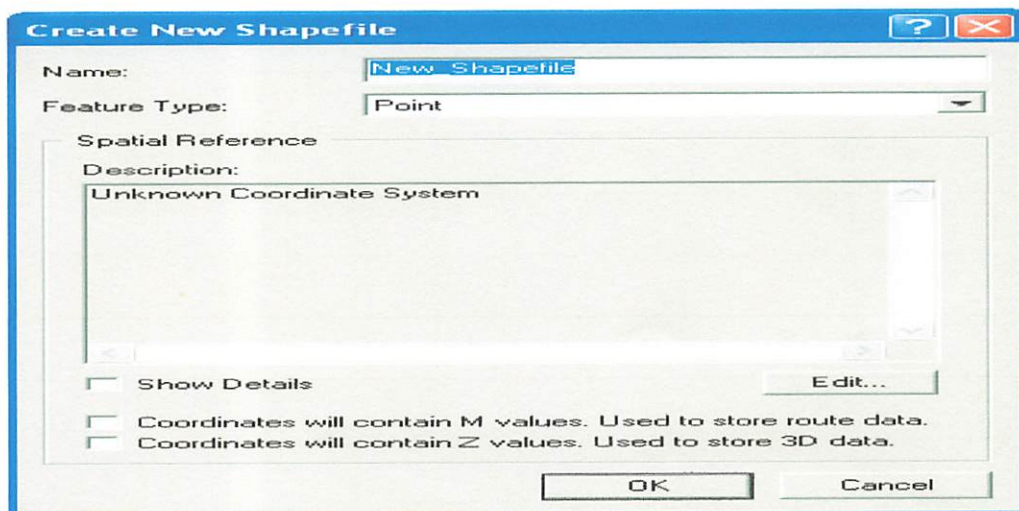 Create New Shapefile
Name: New_Shapefile
Feature Type: Point
Spatial Reference
Description:
Unknown Coordinate System
Show Details
Edit...
Coordinates will contain M values. Used to store route data.
Coordinates will contain Z values. Used to store 3D data.
OK Cancel